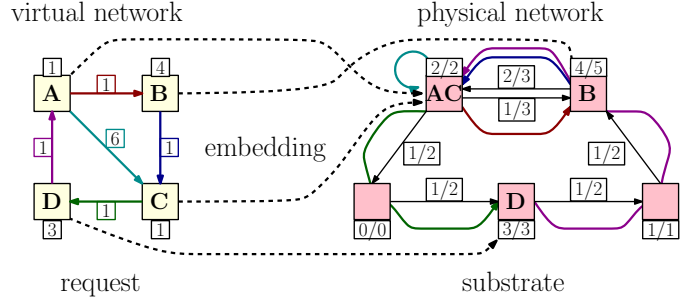 virtual network
physical network
1
4
2/2
4/5
A
1
B
AC
2/3
1/3
B
6
1
1
embedding
1/2
1/2
D
1
C
1/2
D
1/2
3
1
0/0
3/3
1/1
request
substrate